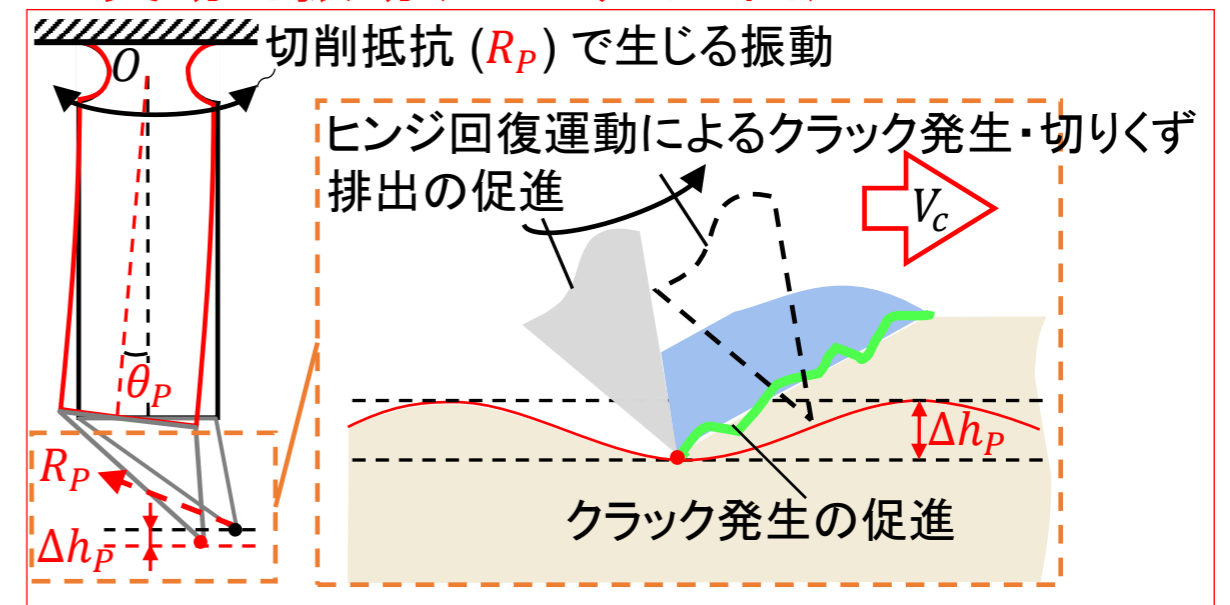 切削抵抗 (R_P) で生じる振動
O
ヒンジ回復運動によるクラック発生・切りくず
排出の促進
V_c
θ_P
Δh_P
R_P
Δh_P
クラック発生の促進